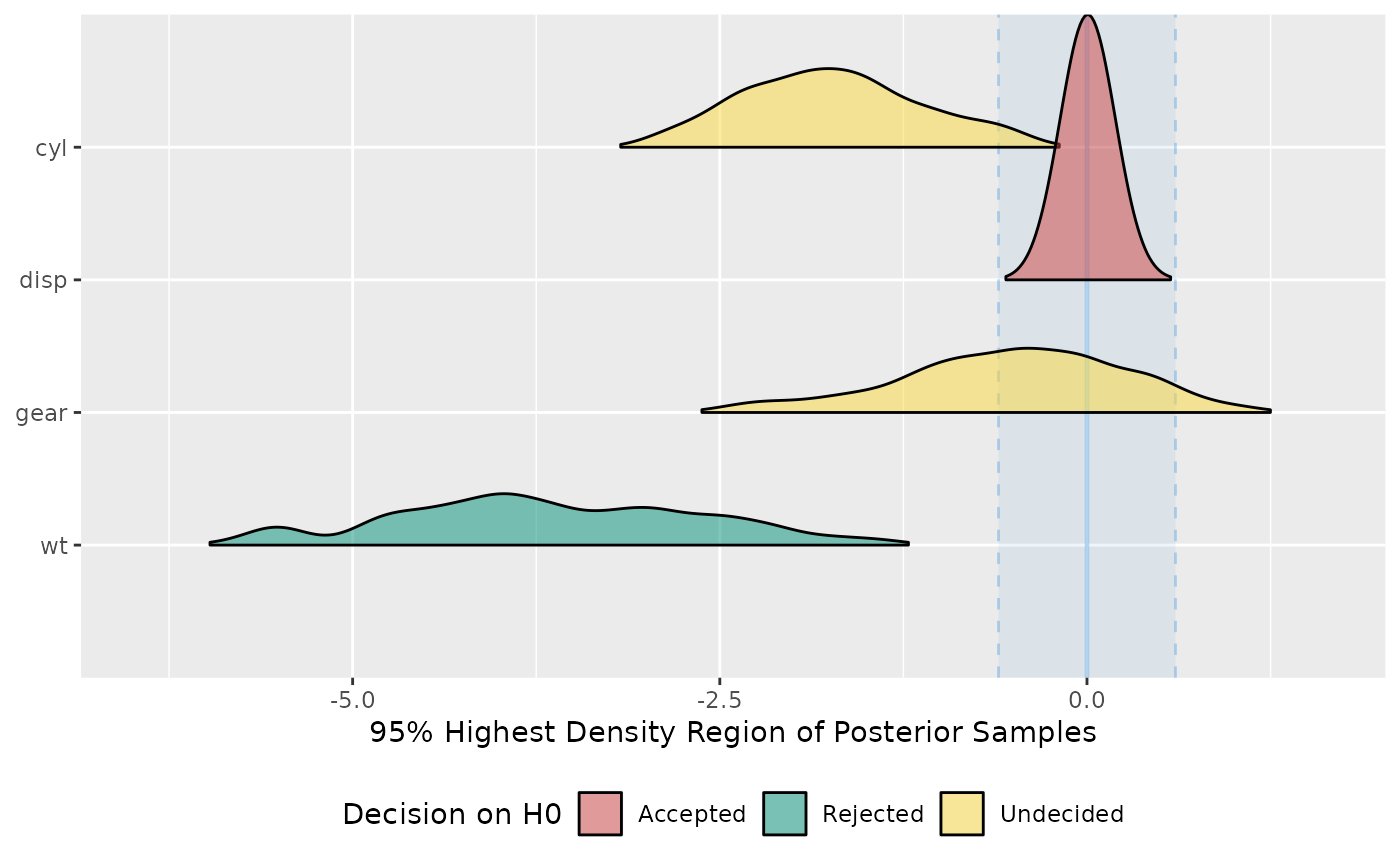 cyl
disp
gear
wt
-5.0 -2.5 0.0
95% Highest Density Region of Posterior Samples
Decision on H0 Accepted Rejected Undecided